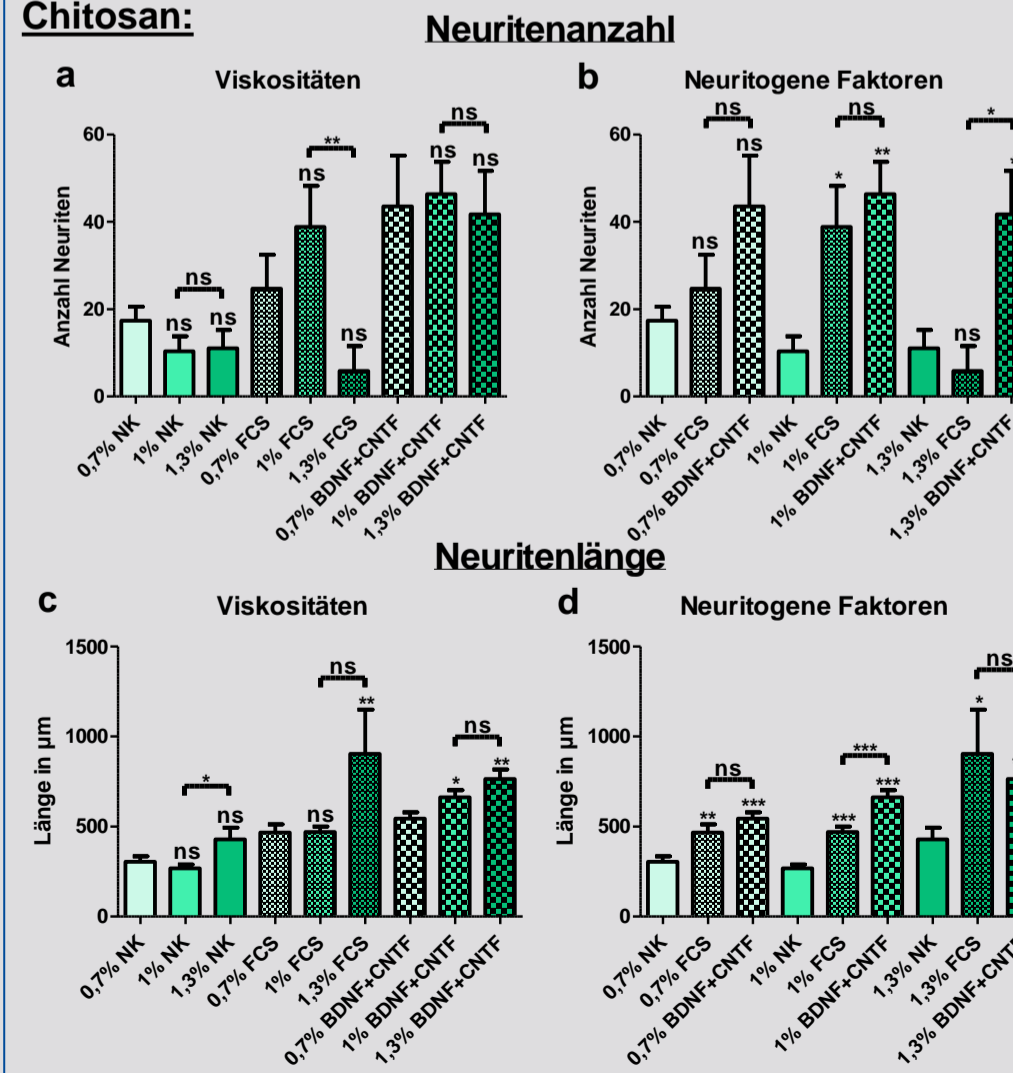 Chitosan:
Neuritenanzahl
a
Viskositäten
Anzahl Neuriten
60
40
20
0
ns
ns
ns
ns
**
ns
ns
ns
ns
0,7% NK
1% NK
1,3% NK
0,7% FCS
1% FCS
1,3% FCS
0,7% BDNF+CNTF
1% BDNF+CNTF
1,3% BDNF+CNTF
b
Neuritogene Faktoren
Anzahl Neuriten
60
40
20
0
ns
ns
ns
ns
*
**
ns
*
0,7% NK
0,7% FCS
0,7% BDNF+CNTF
1% NK
1% FCS
1% BDNF+CNTF
1,3% NK
1,3% FCS
1,3% BDNF+CNTF
Neuritenlänge
c
Viskositäten
Länge in µm
1500
1000
500
0
ns
*
ns
ns
ns
**
ns
*
**
0,7% NK
1% NK
1,3% NK
0,7% FCS
1% FCS
1,3% FCS
0,7% BDNF+CNTF
1% BDNF+CNTF
1,3% BDNF+CNTF
d
Neuritogene Faktoren
Länge in µm
1500
1000
500
0
ns
**
***
***
***
***
ns
*
0,7% NK
0,7% FCS
0,7% BDNF+CNTF
1% NK
1% FCS
1% BDNF+CNTF
1,3% NK
1,3% FCS
1,3% BDNF+CNTF